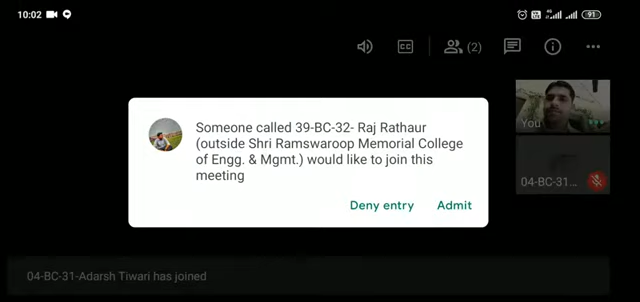 10:02
4G
91
CC
(2)
Someone called 39-BC-32- Raj Rathaur
(outside Shri Ramswaroop Memorial College
of Engg. & Mgmt.) would like to join this
meeting
Deny entry Admit
You
04-BC-31...
04-BC-31-Adarsh Tiwari has joined